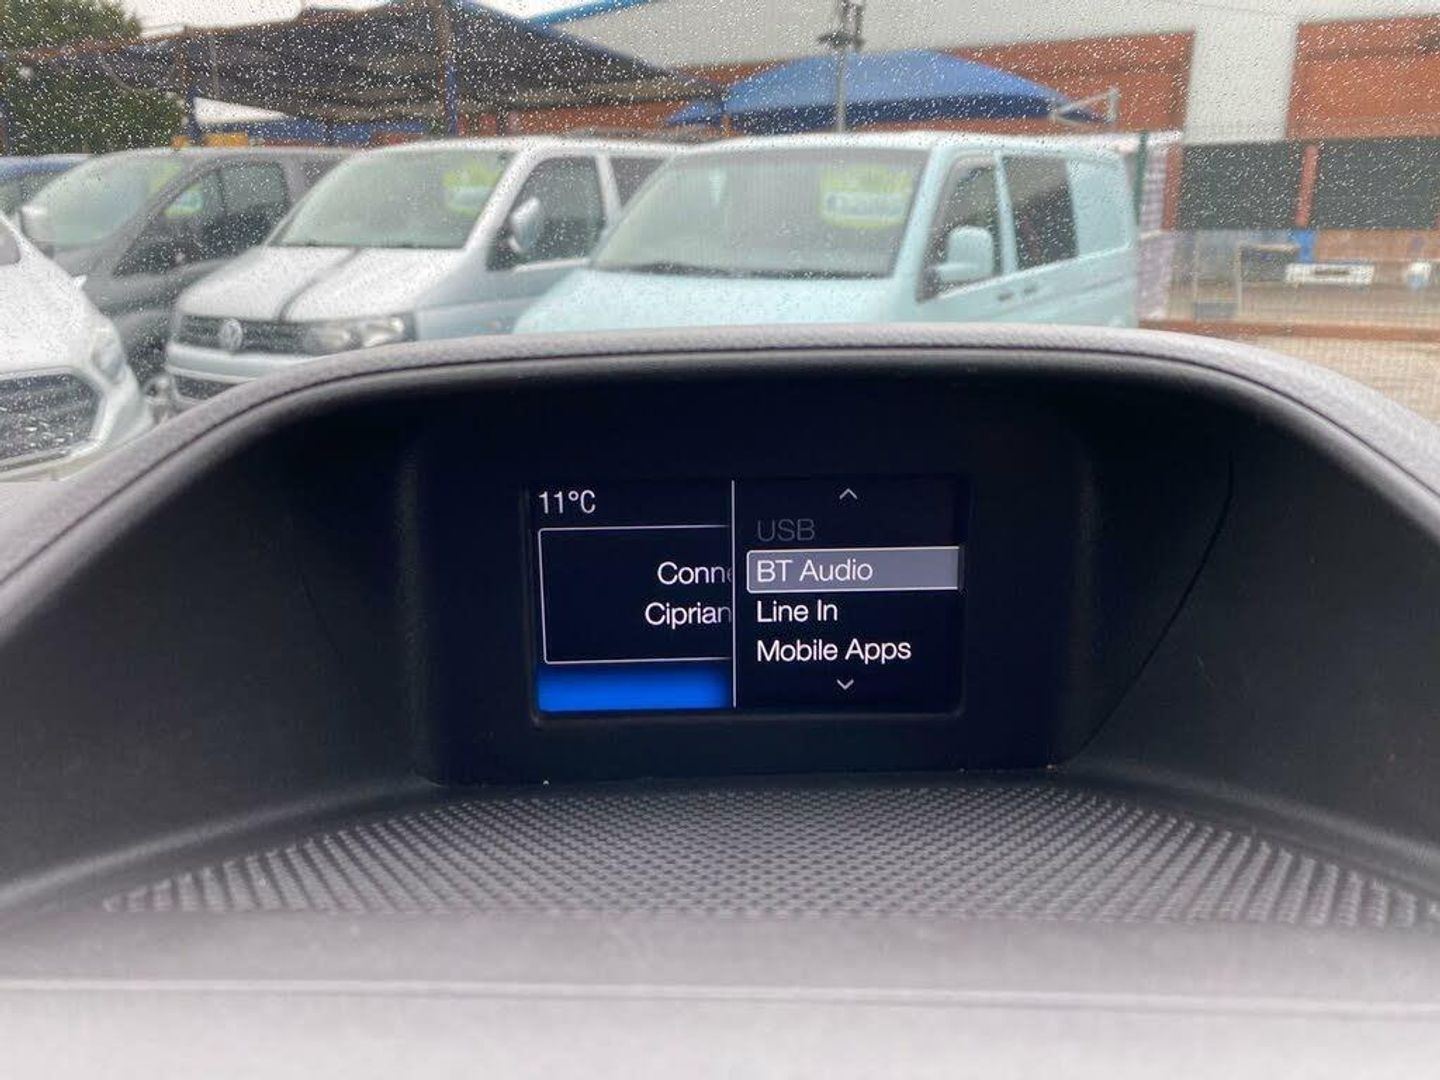 11°C
Conne
Ciprian
USB
BT Audio
Line In
Mobile Apps